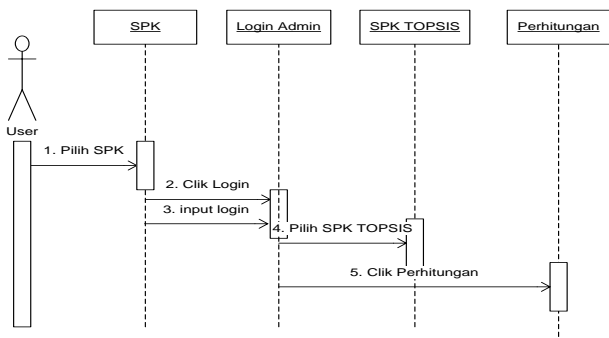 SPK
Login Admin
SPK TOPSIS
Perhitungan
User
1. Pilih SPK
2. Clik Login
3. input login
4. Pilih SPK TOPSIS
5. Clik Perhitungan